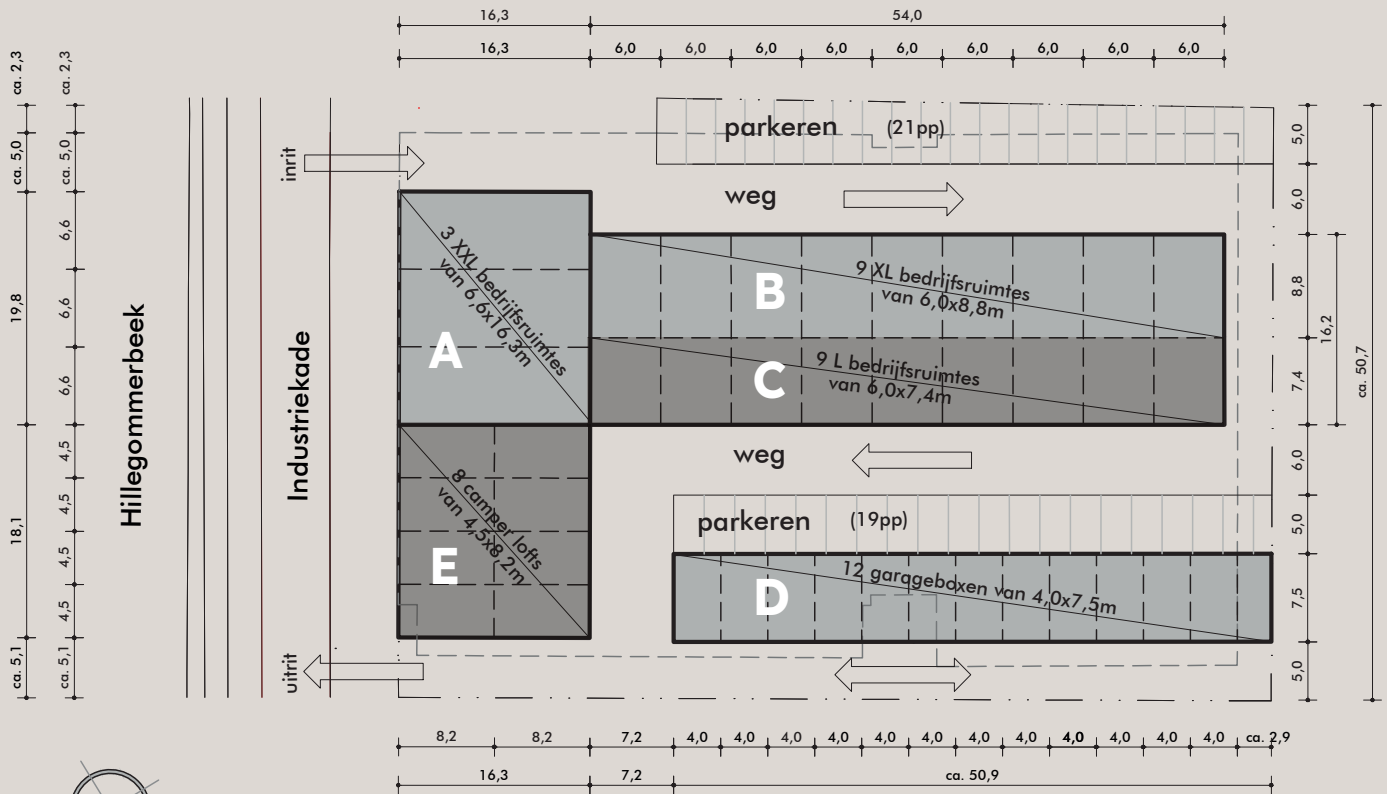 16,3
54,0
16,3
6,0
6,0
6,0
6,0
6,0
6,0
6,0
6,0
6,0
ca. 2,3
ca. 5,0
19,8
18,1
ca. 5,1
ca. 2,3
ca. 5,0
6,6
6,6
6,6
4,5
4,5
4,5
4,5
ca. 5,1
Hillegommerbeek
Industriekade
inrit
uitrit
parkeren (21pp)
weg
3 XXL bedrijfsruimtes
van 6,6x16,3m
A
B
9 XL bedrijfsruimtes
van 6,0x8,8m
C
9 L bedrijfsruimtes
van 6,0x7,4m
weg
8 camper lofts
van 4,5x8,2m
E
parkeren (19pp)
12 garageboxen van 4,0x7,5m
D
5,0
6,0
8,8
7,4
6,0
5,0
7,5
5,0
16,2
ca. 50,7
8,2
8,2
7,2
4,0
4,0
4,0
4,0
4,0
4,0
4,0
4,0
4,0
4,0
4,0
4,0
ca. 2,9
16,3
7,2
ca. 50,9